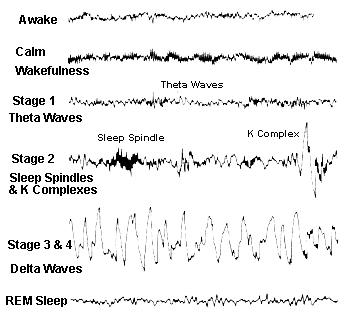 Awake
Calm
Wakefulness
Theta Waves
Stage 1
Theta Waves
Sleep Spindle
K Complex
Stage 2
Sleep Spindles
& K Complexes
Stage 3 & 4
Delta Waves
REM Sleep